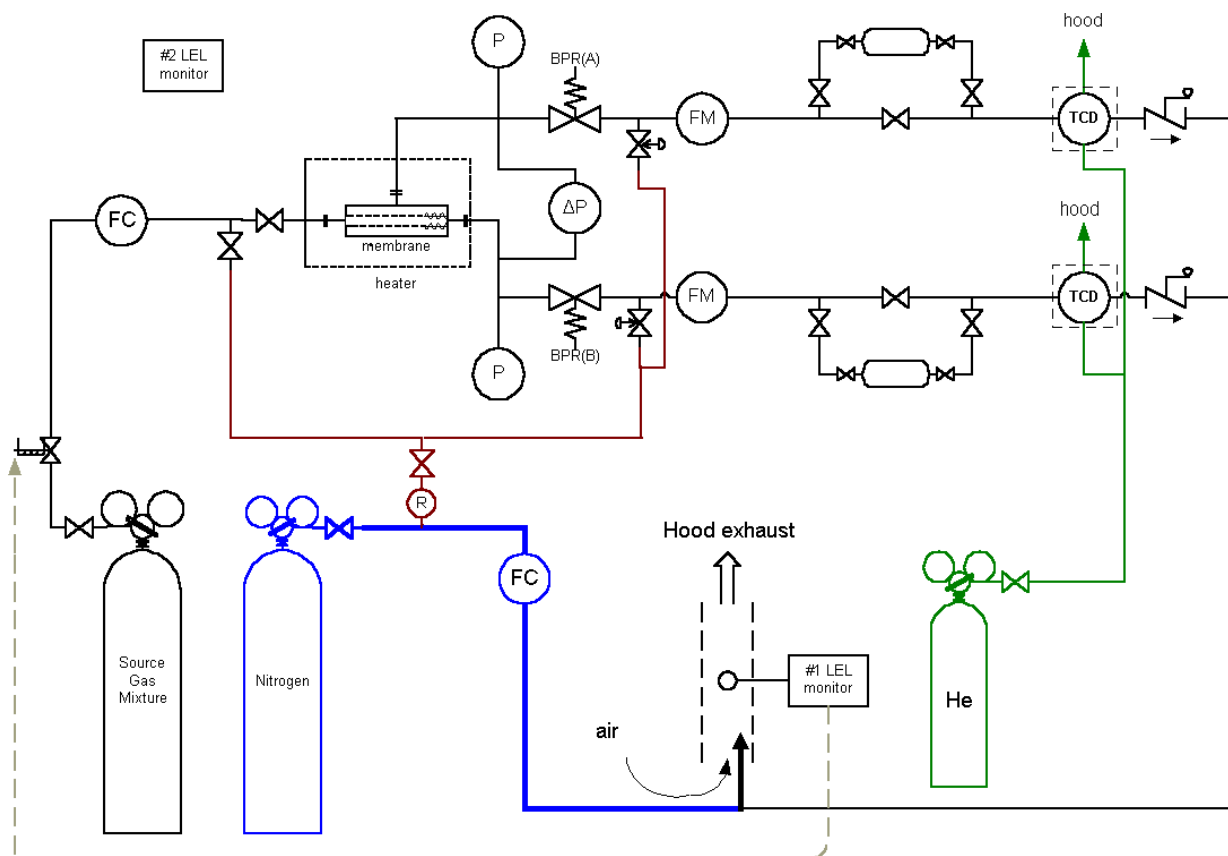 hood
P
#2 LEL
monitor
BPR(A)
FM
TCD
FC
ΔP
membrane
heater
hood
FM
TCD
BPR(B)
P
R
Hood exhaust
FC
Source
Gas
Mixture
Nitrogen
#1 LEL
monitor
He
air